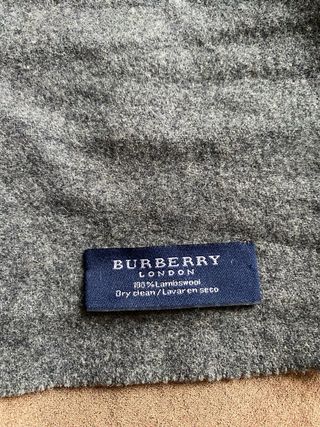 BURBERRY
LONDON
100% Lambswool
Dry clean / Lavar en seco